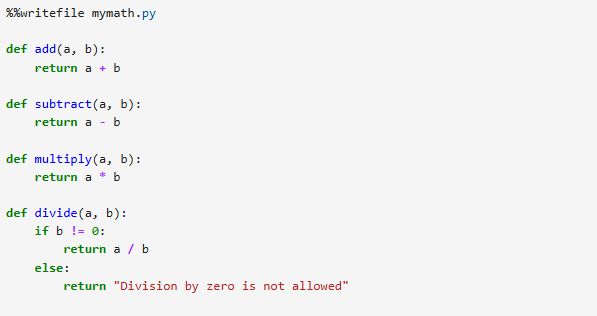 %%writefile mymath.py
def add(a, b):
    return a + b
def subtract(a, b):
    return a - b
def multiply(a, b):
    return a * b
def divide(a, b):
    if b != 0:
        return a / b
    else:
        return "Division by zero is not allowed"